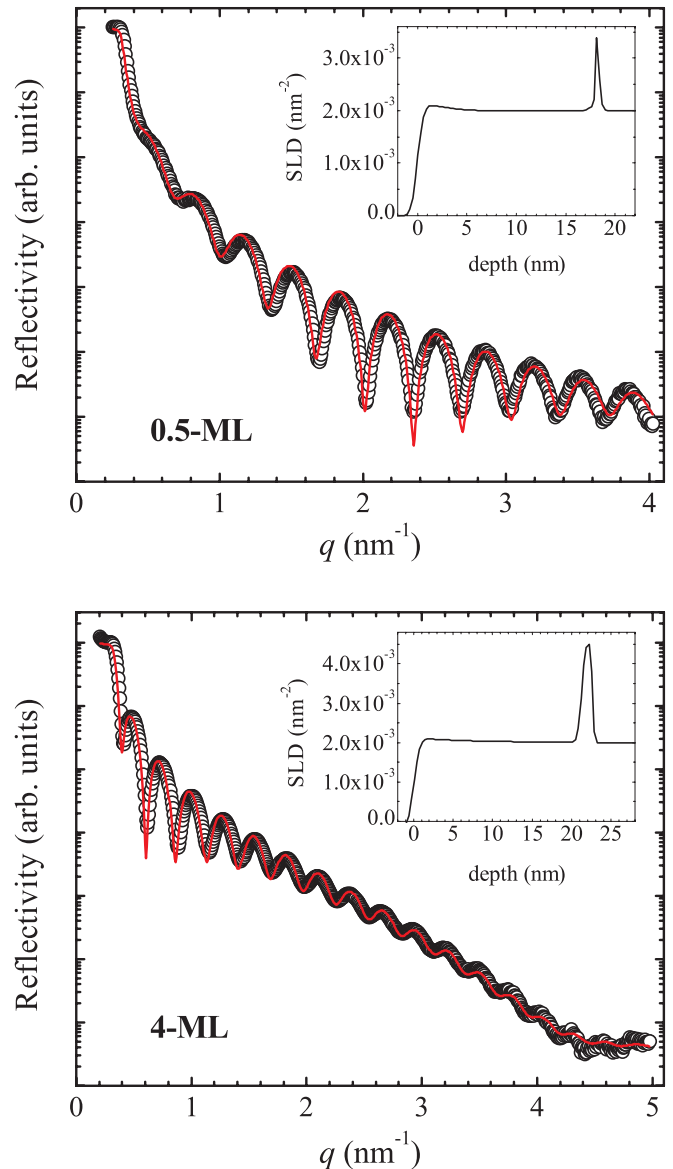 Reflectivity (arb. units)
3.0x10⁻³
2.0x10⁻³
1.0x10⁻³
0.0
SLD (nm⁻²)
0 5 10 15 20
depth (nm)
0.5-ML
0 1 2 3 4
q (nm⁻¹)
Reflectivity (arb. units)
4.0x10⁻³
3.0x10⁻³
2.0x10⁻³
1.0x10⁻³
0.0
SLD (nm⁻²)
0 5 10 15 20 25
depth (nm)
4-ML
0 1 2 3 4 5
q (nm⁻¹)